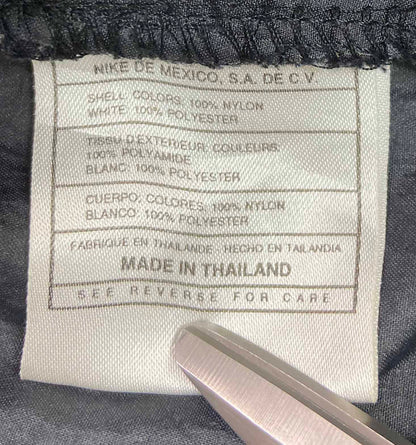 NIKE DE MEXICO, S.A. DE C.V.
SHELL: COLORS: 100% NYLON
WHITE: 100% POLYESTER
TISSU D'EXTERIEUR: COULEURS:
100% POLYAMIDE
BLANC: 100% POLYESTER
CUERPO: COLORES: 100% NYLON
BLANCO: 100% POLYESTER
FABRIQUE EN THAILANDE - HECHO EN TAILANDIA
MADE IN THAILAND
SEE REVERSE FOR CARE